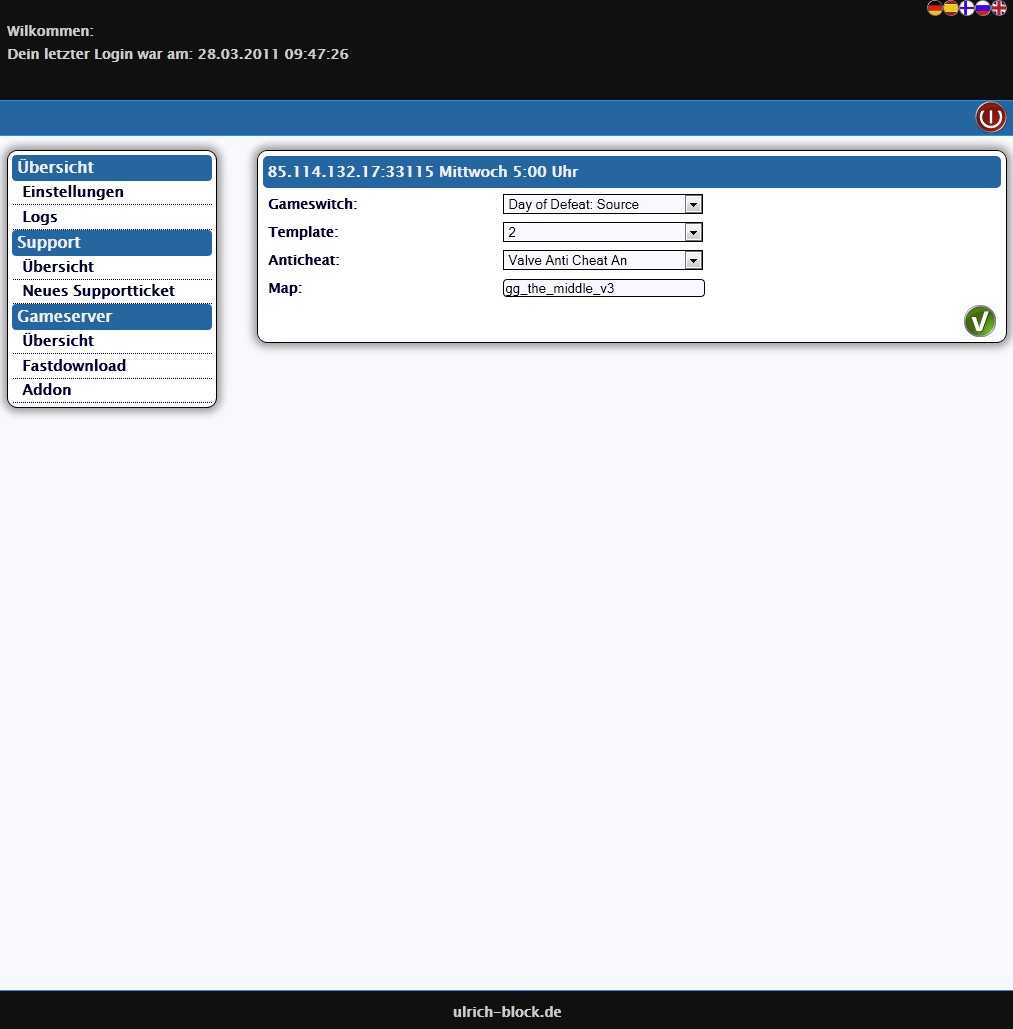 Wilkommen:
Dein letzter Login war am: 28.03.2011 09:47:26
Übersicht
Einstellungen
Logs
Support
Übersicht
Neues Supportticket
Gameserver
Übersicht
Fastdownload
Addon
85.114.132.17:33115 Mittwoch 5:00 Uhr
Gameswitch: Day of Defeat: Source
Template: 2
Anticheat: Valve Anti Cheat An
Map: gg_the_middle_v3
ulrich-block.de